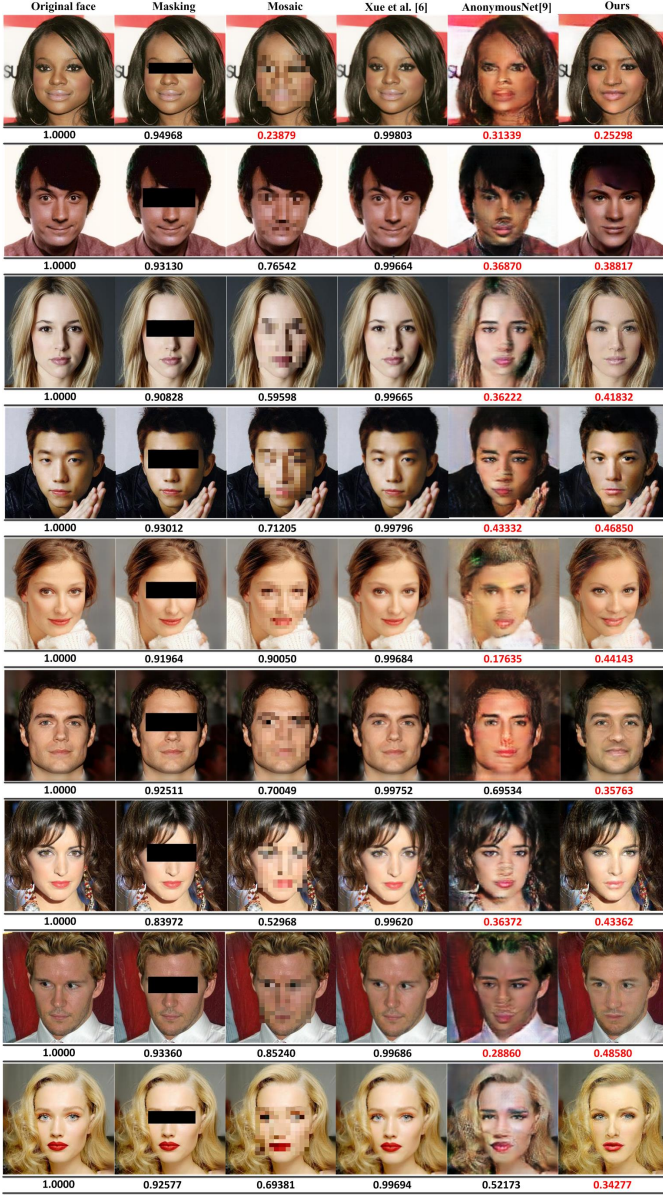 Original face Masking Mosaic Xue et al. [6] AnonymousNet[9] Ours
1.0000 0.94968 0.23879 0.99803 0.31339 0.25298
1.0000 0.93130 0.76542 0.99664 0.36870 0.38817
1.0000 0.90828 0.59598 0.99665 0.36222 0.41832
1.0000 0.93012 0.71205 0.99796 0.43332 0.46850
1.0000 0.91964 0.90050 0.99684 0.17635 0.44143
1.0000 0.92511 0.70049 0.99752 0.69534 0.35763
1.0000 0.83972 0.52968 0.99620 0.36372 0.43362
1.0000 0.93360 0.85240 0.99686 0.28860 0.48580
1.0000 0.92577 0.69381 0.99694 0.52173 0.34277